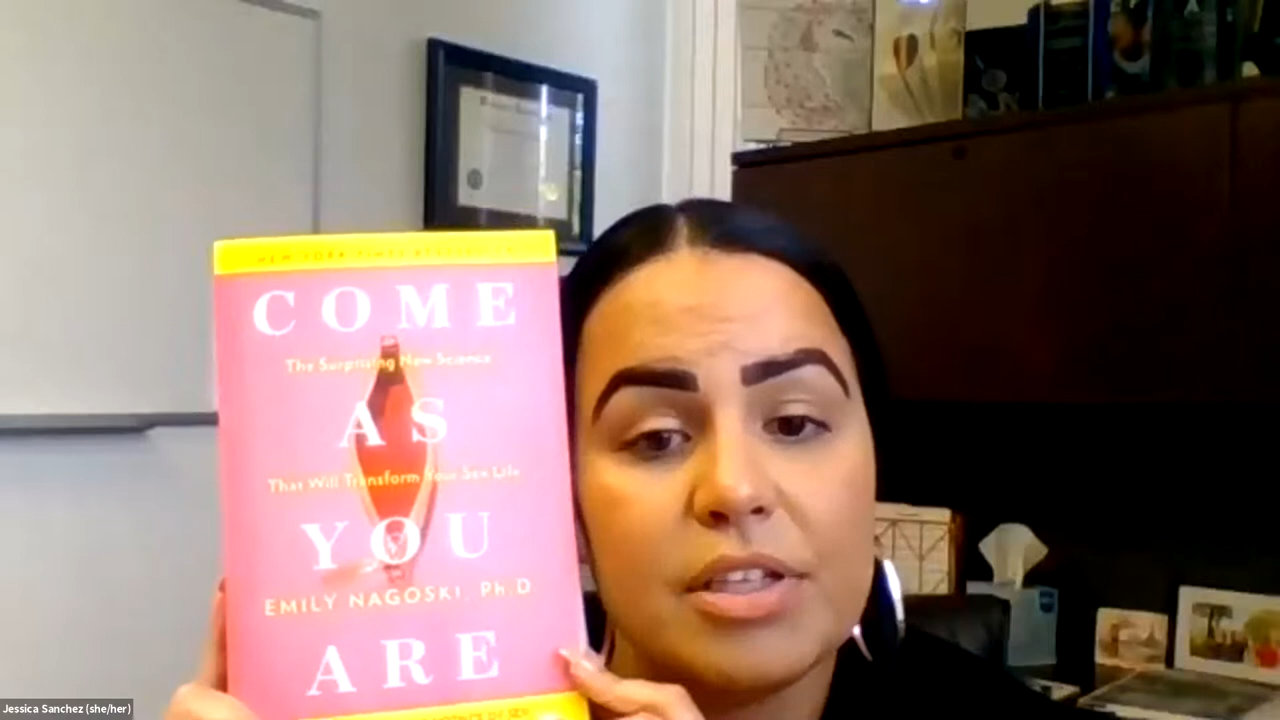 NEW YORK TIMES BESTSELLER
COME
The Surprising New Science
AS
That Will Transform Your Sex Life
YOU
EMILY NAGOSKI, Ph.D
ARE
Jessica Sanchez (she/her)